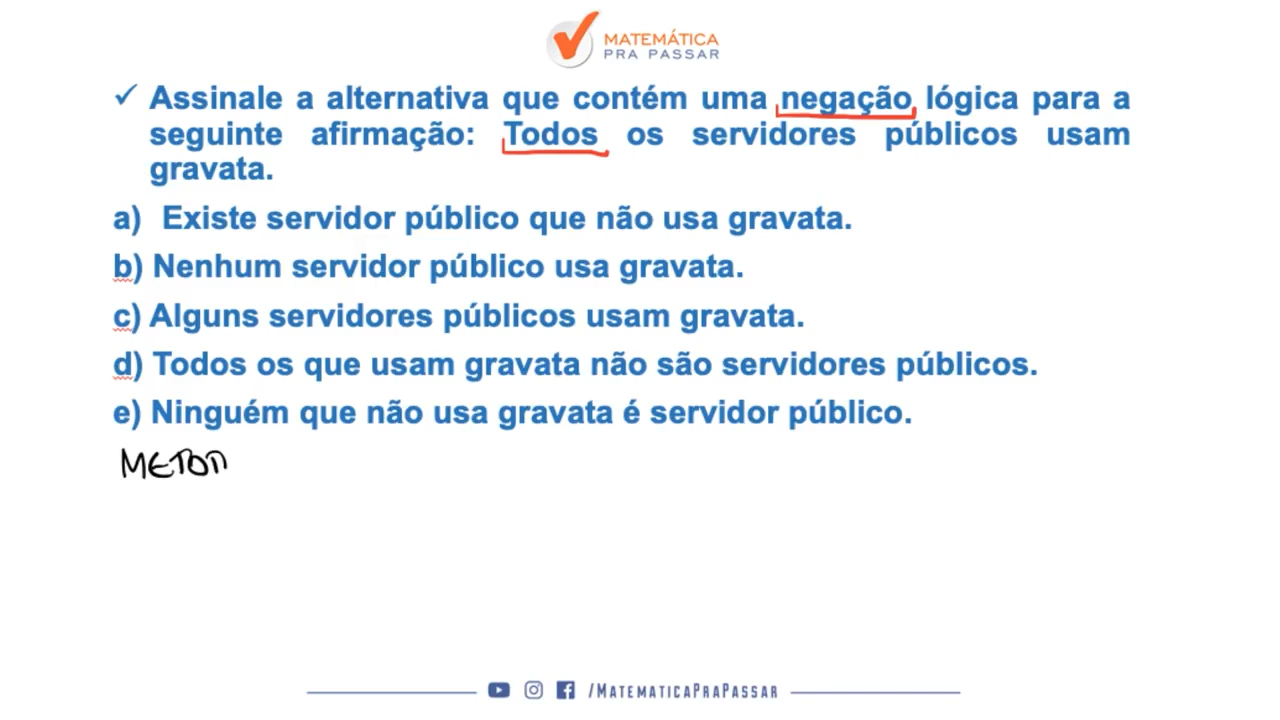 MATEMÁTICA
PRA PASSAR
✓ Assinale a alternativa que contém uma negação lógica para a
seguinte afirmação: Todos os servidores públicos usam
gravata.
a) Existe servidor público que não usa gravata.
b) Nenhum servidor público usa gravata.
c) Alguns servidores públicos usam gravata.
d) Todos os que usam gravata não são servidores públicos.
e) Ninguém que não usa gravata é servidor público.
/MATEMATICAPRAPASSAR